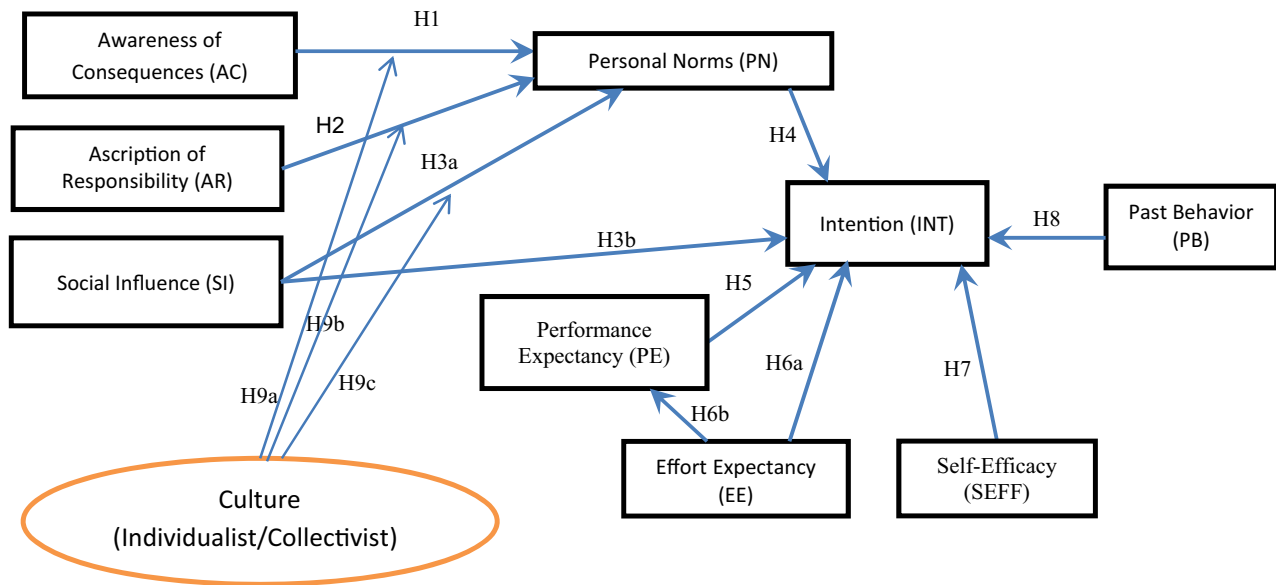 H1
Awareness of
Consequences (AC)
Personal Norms (PN)
H2
H4
Ascription of
Responsibility (AR)
H3a
Intention (INT)
Past Behavior
(PB)
H8
H3b
Social Influence (SI)
H5
H9b
Performance
Expectancy (PE)
H6a
H7
H9a
H9c
H6b
Effort Expectancy
(EE)
Self-Efficacy
(SEFF)
Culture
(Individualist/Collectivist)